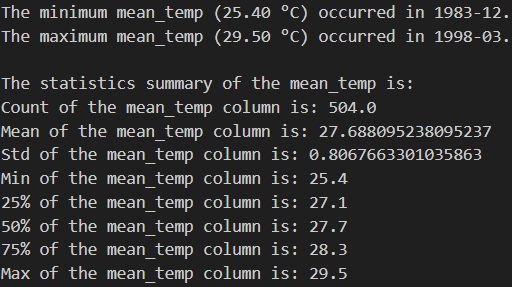 The minimum mean_temp (25.40 ºC) occurred in 1983-12.
The maximum mean_temp (29.50 ºC) occurred in 1998-03.
The statistics summary of the mean_temp is:
Count of the mean_temp column is: 504.0
Mean of the mean_temp column is: 27.688095238095237
Std of the mean_temp column is: 0.8067663301035863
Min of the mean_temp column is: 25.4
25% of the mean_temp column is: 27.1
50% of the mean_temp column is: 27.7
75% of the mean_temp column is: 28.3
Max of the mean_temp column is: 29.5